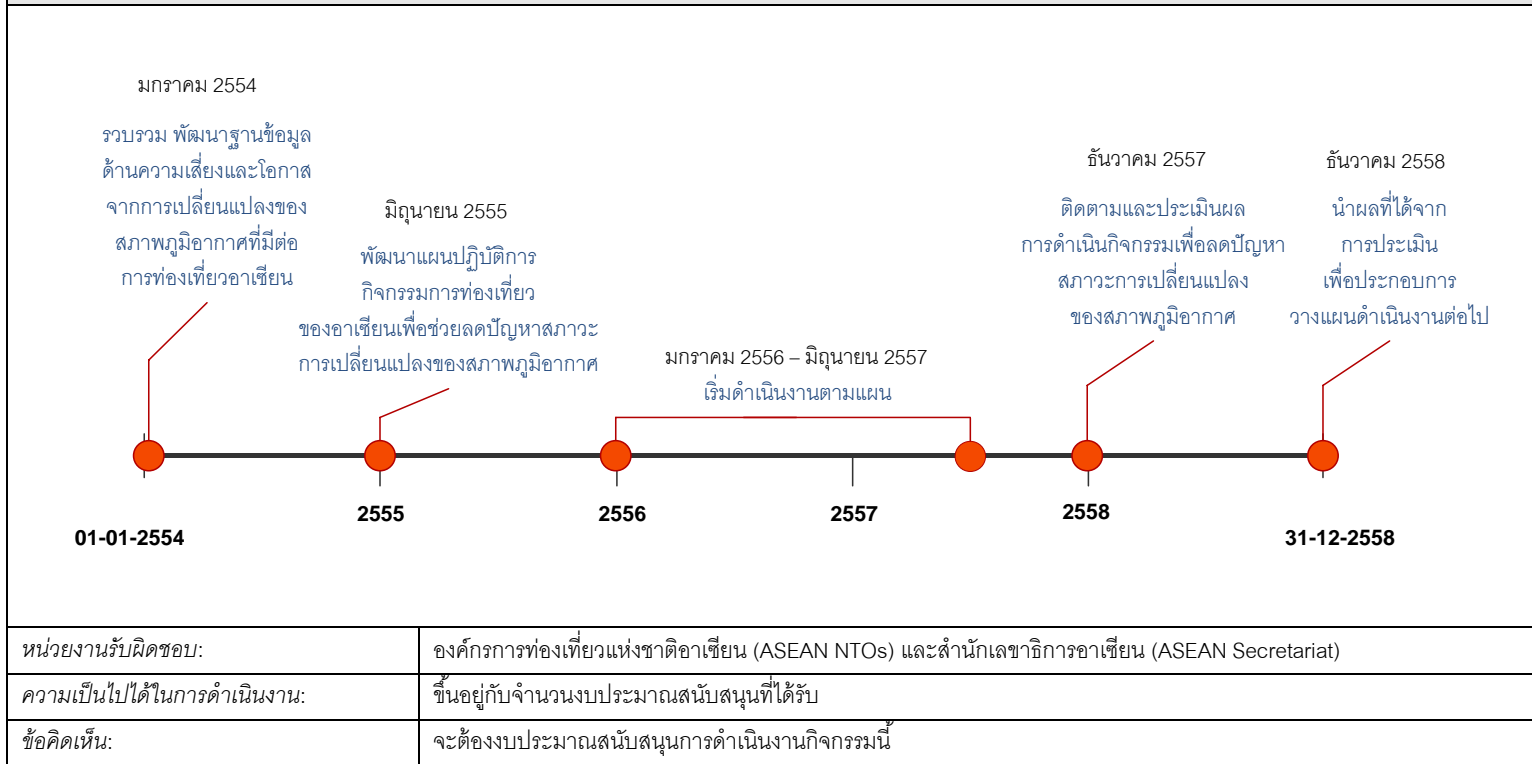 มกราคม 2554
รวบรวม พัฒนาฐานข้อมูล
ด้านความเสี่ยงและโอกาส
จากการเปลี่ยนแปลงของ
สภาพภูมิอากาศที่มีต่อ
การท่องเที่ยวอาเซียน
มิถุนายน 2555
พัฒนาแผนปฏิบัติการ
กิจกรรมการท่องเที่ยว
ของอาเซียนเพื่อช่วยลดปัญหาสภาวะ
การเปลี่ยนแปลงของสภาพภูมิอากาศ
มกราคม 2556 – มิถุนายน 2557
เริ่มดำเนินงานตามแผน
ธันวาคม 2557
ติดตามและประเมินผล
การดำเนินกิจกรรมเพื่อลดปัญหา
สภาวะการเปลี่ยนแปลง
ของสภาพภูมิอากาศ
ธันวาคม 2558
นำผลที่ได้จาก
การประเมิน
เพื่อประกอบการ
วางแผนดำเนินงานต่อไป
01-01-2554
2555
2556
2557
2558
31-12-2558
หน่วยงานรับผิดชอบ:
องค์กรการท่องเที่ยวแห่งชาติอาเซียน (ASEAN NTOs) และสำนักเลขาธิการอาเซียน (ASEAN Secretariat)
ความเป็นไปได้ในการดำเนินงาน:
ขึ้นอยู่กับจำนวนงบประมาณสนับสนุนที่ได้รับ
ข้อคิดเห็น:
จะต้องงบประมาณสนับสนุนการดำเนินงานกิจกรรมนี้